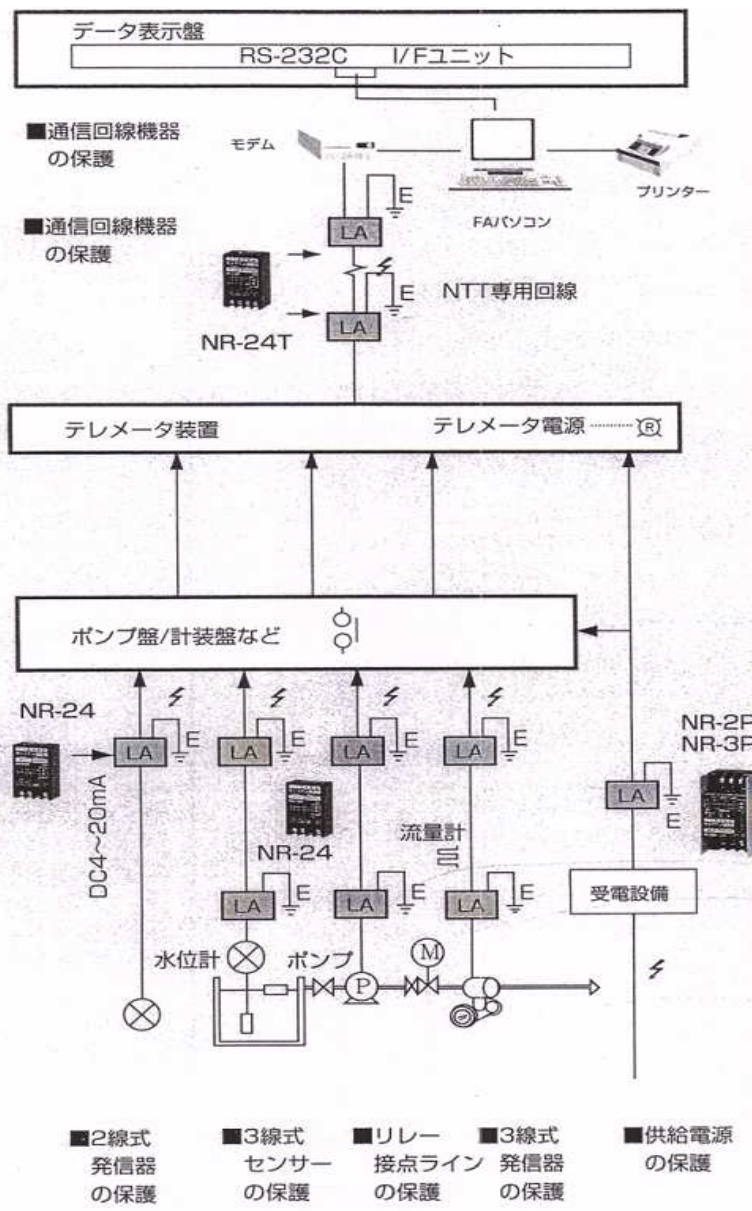 データ表示盤
RS-232C I/Fユニット
■通信回線機器
の保護
モデム
プリンター
FAパソコン
E
LA
■通信回線機器
の保護
E
NTT専用回線
LA
NR-24T
テレメータ装置
テレメータ電源
R
ポンプ盤/計装盤など
NR-24
LA
E
LA
E
LA
E
LA
E
NR-2P
NR-3P
LA
E
DC4~20mA
NR-24
流量計
LA
E
LA
E
LA
E
受電設備
水位計
ポンプ
M
P
■2線式
発信器
の保護
■3線式
センサー
の保護
■リレー
接点ライン
の保護
■3線式
発信器
の保護
■供給電源
の保護